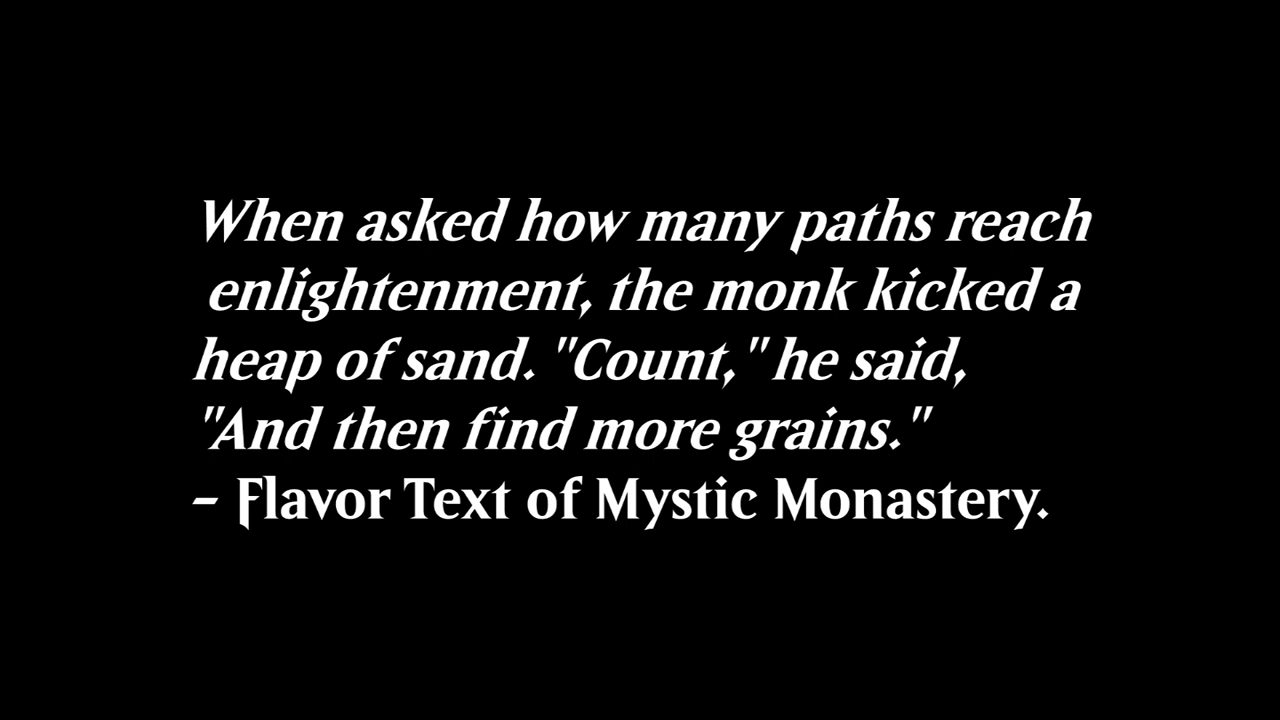 When asked how many paths reach
enlightenment, the monk kicked a
heap of sand. "Count," he said,
"And then find more grains."
- Flavor Text of Mystic Monastery.